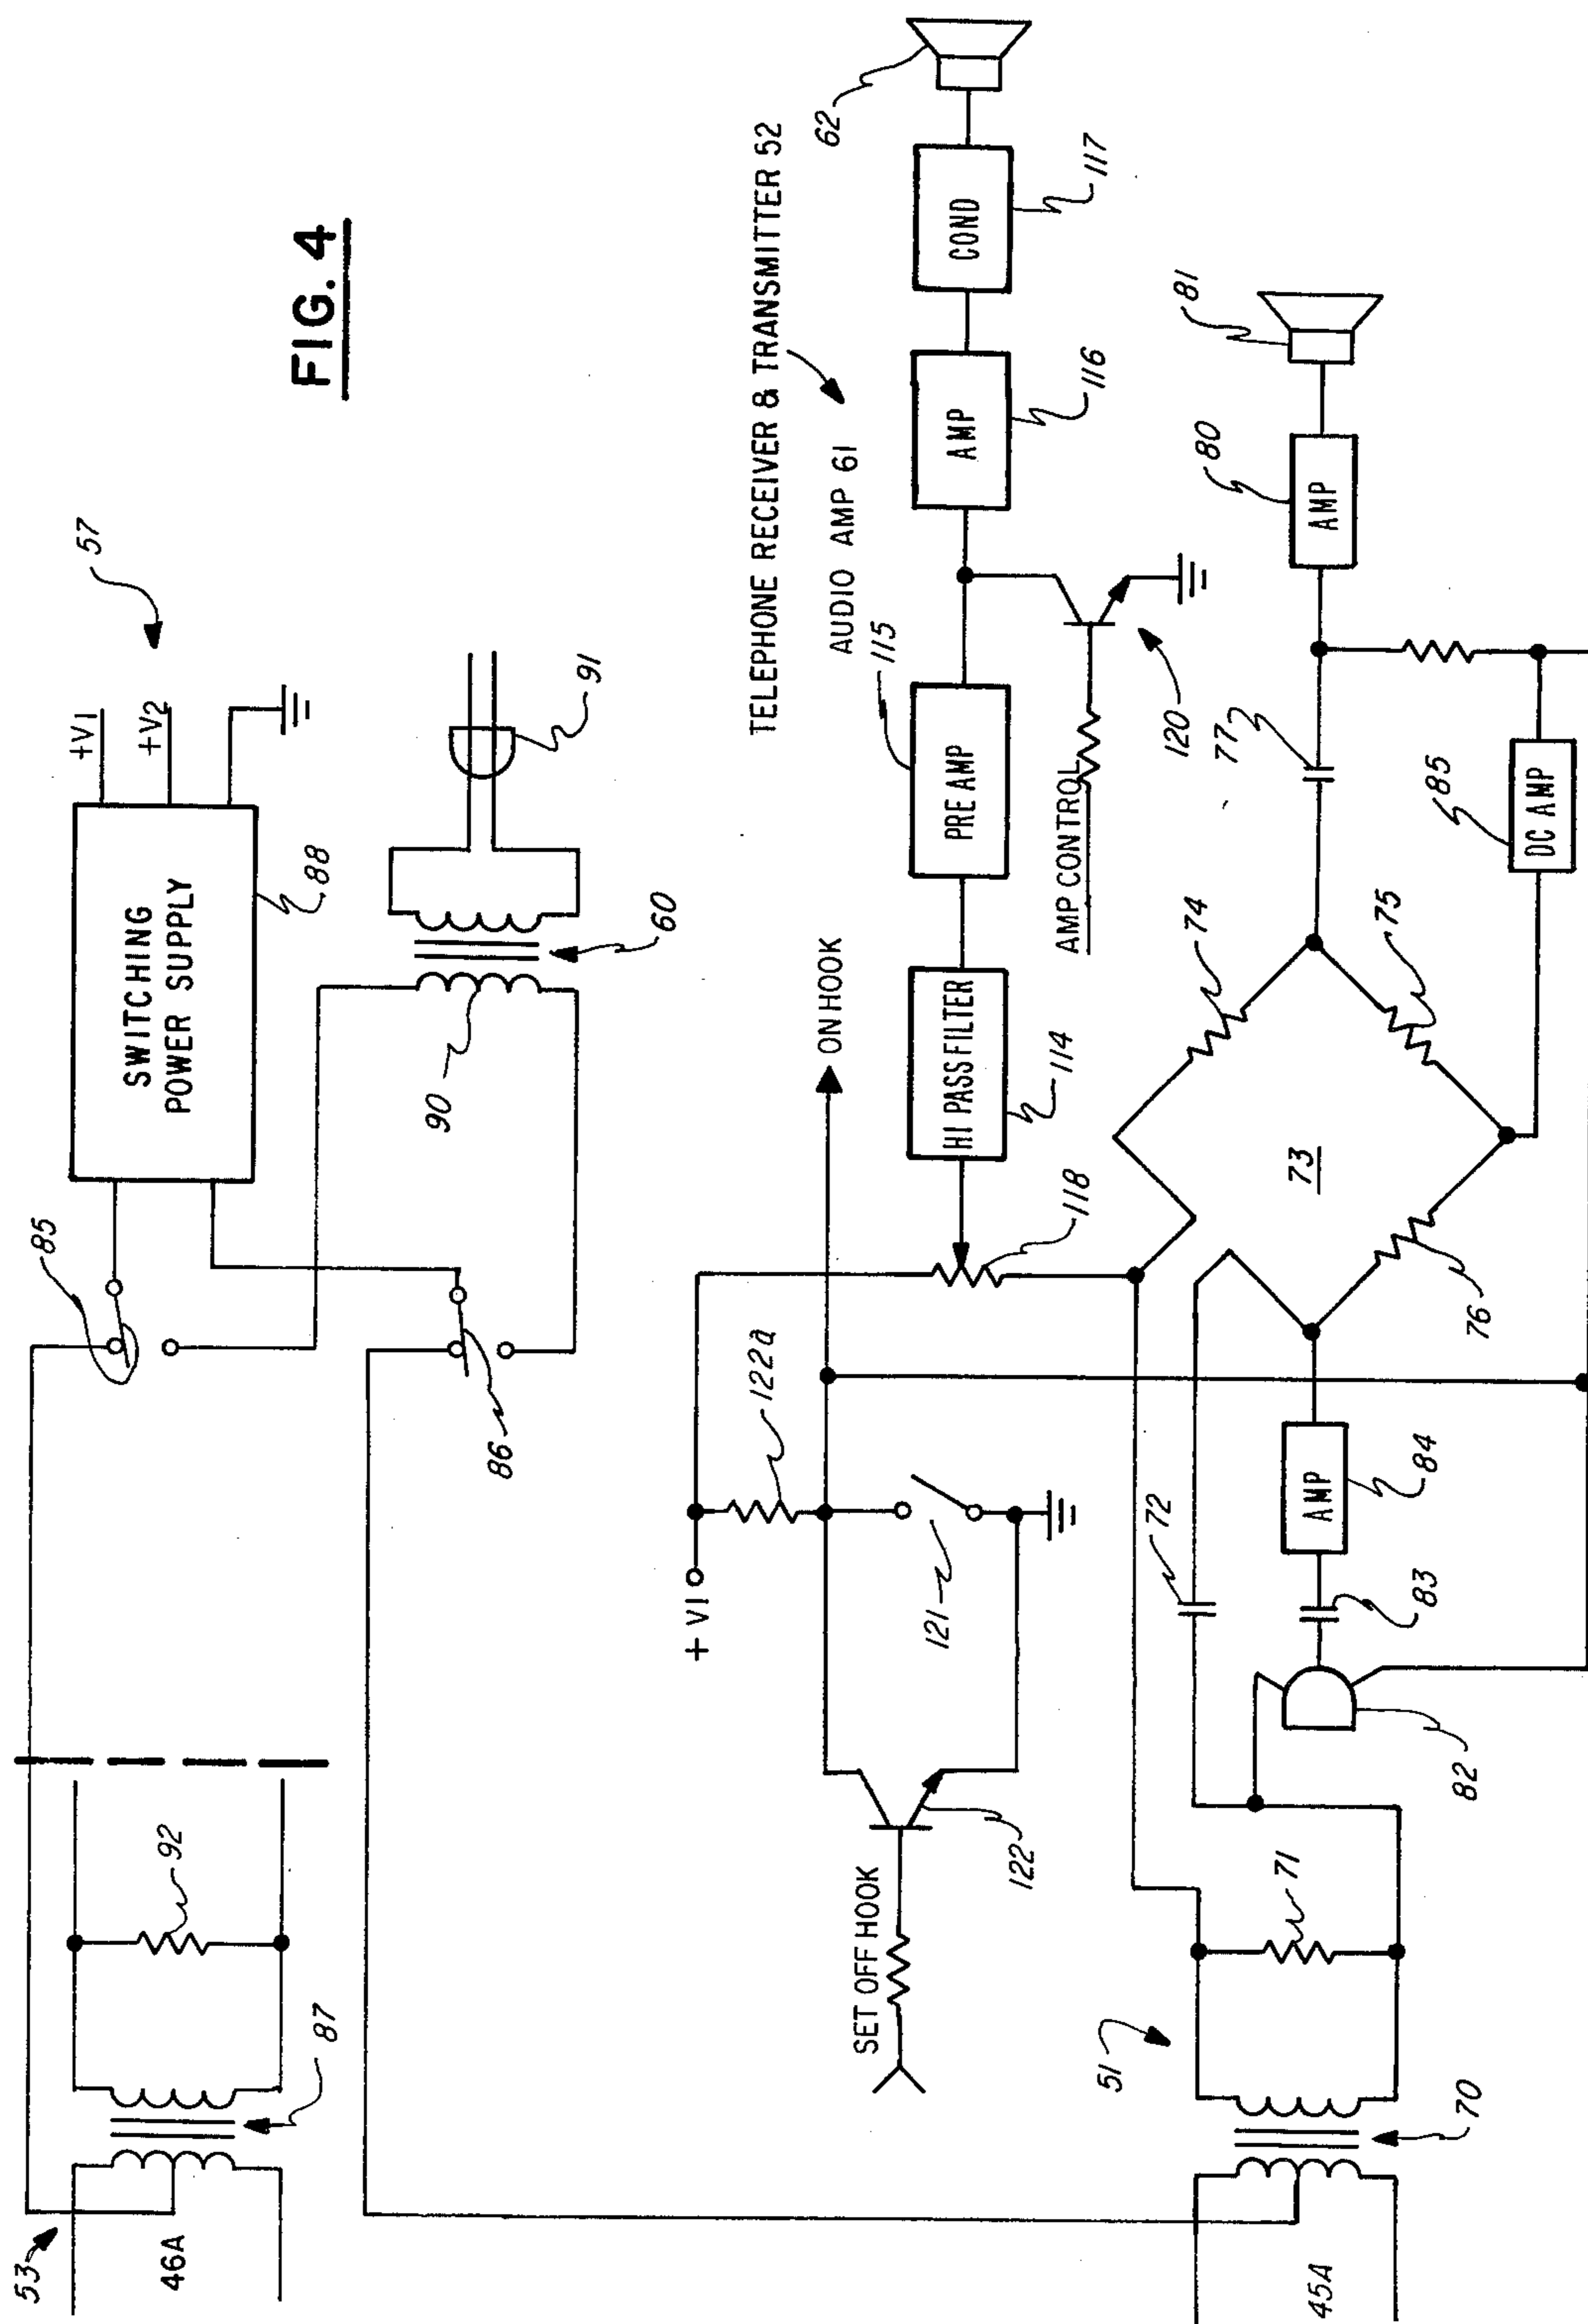 FIG. 4
57
+V1
+V2
SWITCHING
POWER SUPPLY
88
85
91
60
90
86
53
46A
92
87
TELEPHONE RECEIVER & TRANSMITTER 52
AUDIO AMP 61
62
COND
117
AMP
116
PRE AMP
115
120
AMP CONTROL
HI PASS FILTER
114
118
ON HOOK
+ V1
122a
121
122
SET OFF HOOK
81
AMP
80
77
DC AMP
85
74
75
73
76
72
AMP
84
83
82
71
51
70
45A